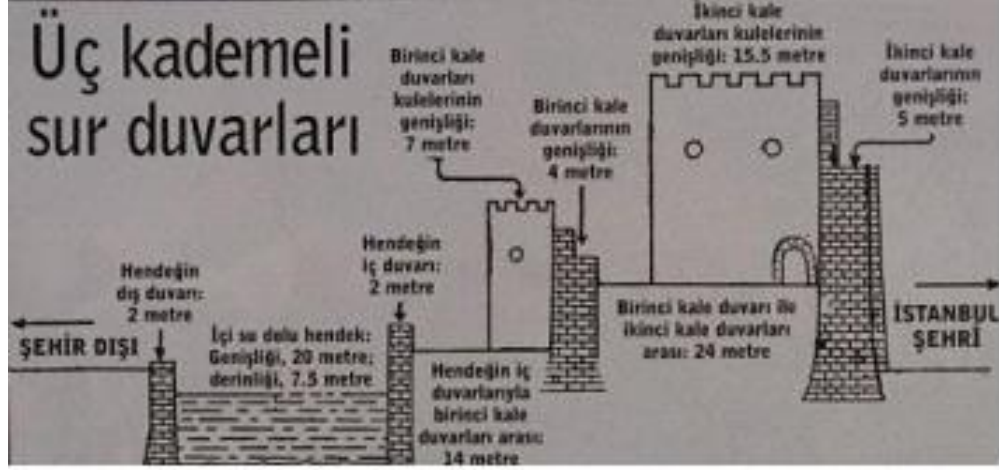 Üç kademeli
sur duvarları
Birinci kale
duvarları
kulelerinin
genişliği:
7 metre
Birinci kale
duvarlarının
genişliği:
4 metre
İkinci kale
duvarları kulelerinin
genişliği: 15.5 metre
İkinci kale
duvarlarının
genişliği:
5 metre
Hendeğin
dış duvarı:
2 metre
Hendeğin
iç duvarı:
2 metre
ŞEHİR DIŞI
İçi su dolu hendek:
Genişliği, 20 metre;
derinliği, 7.5 metre
Hendeğin iç
duvarlarıyla
birinci kale
duvarları arası:
14 metre
Birinci kale duvarı ile
ikinci kale duvarları
arası: 24 metre
İSTANBUL
ŞEHRİ